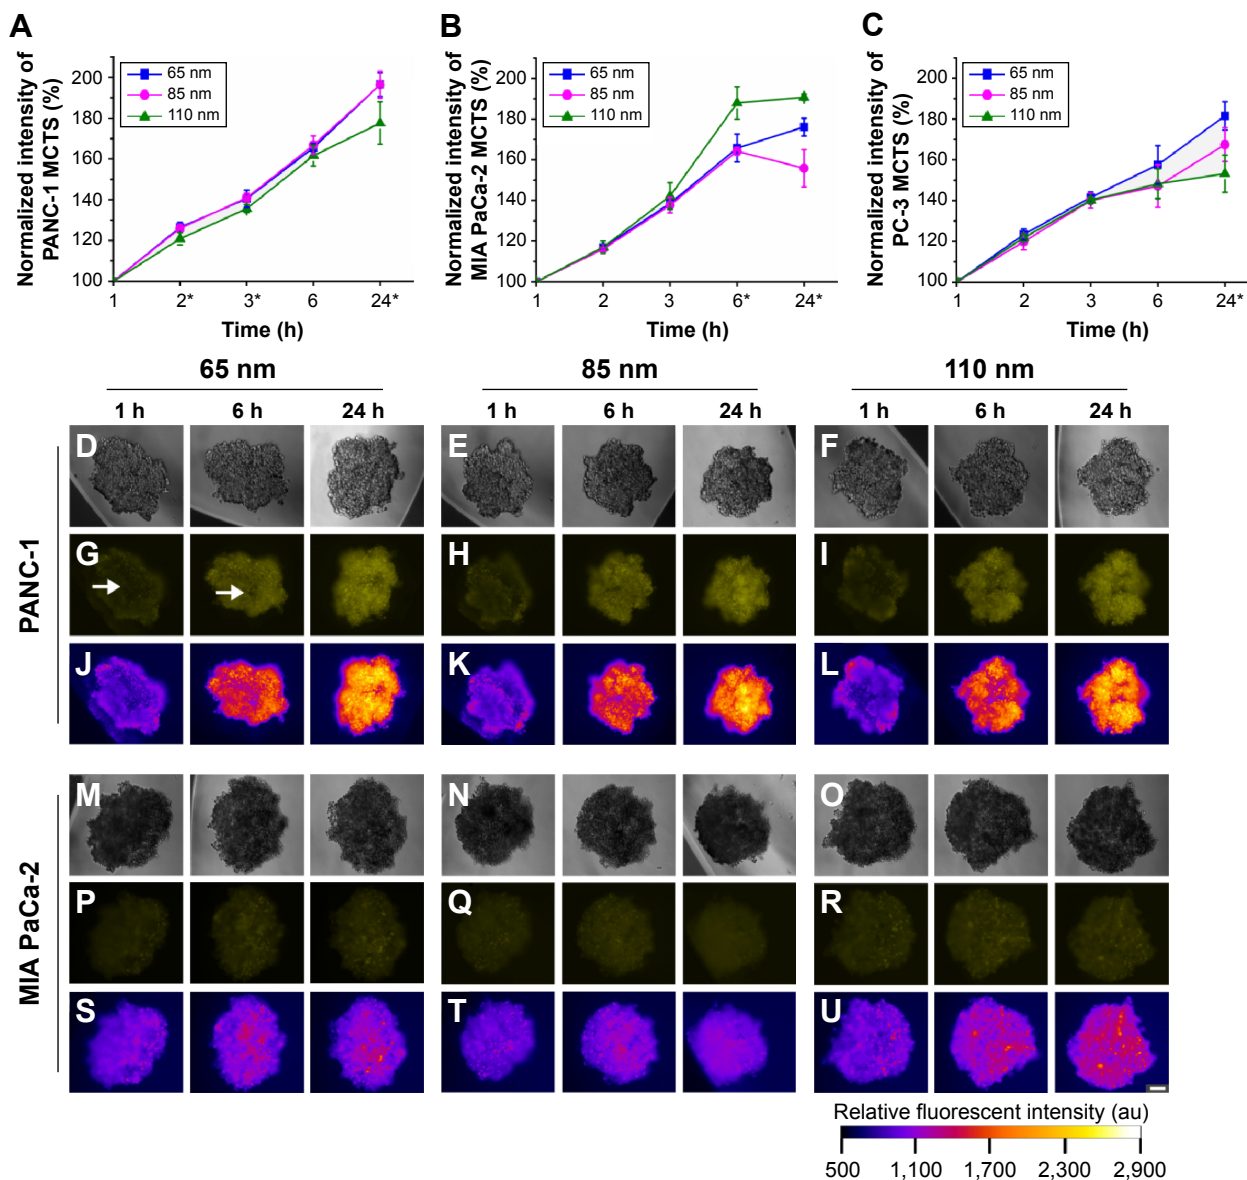 A
B
C
Normalized intensity of
PANC-1 MCTS (%)
200
180
160
140
120
100
65 nm
85 nm
110 nm
1
2*
3*
6
24*
Time (h)
Normalized intensity of
MIA PaCa-2 MCTS (%)
200
180
160
140
120
100
65 nm
85 nm
110 nm
1
2
3
6*
24*
Time (h)
Normalized intensity of
PC-3 MCTS (%)
200
180
160
140
120
100
65 nm
85 nm
110 nm
1
2
3
6
24*
Time (h)
65 nm
85 nm
110 nm
1 h 6 h 24 h
1 h 6 h 24 h
1 h 6 h 24 h
PANC-1
D
E
F
G
H
I
J
K
L
MIA PaCa-2
M
N
O
P
Q
R
S
T
U
Relative fluorescent intensity (au)
500 1,100 1,700 2,300 2,900